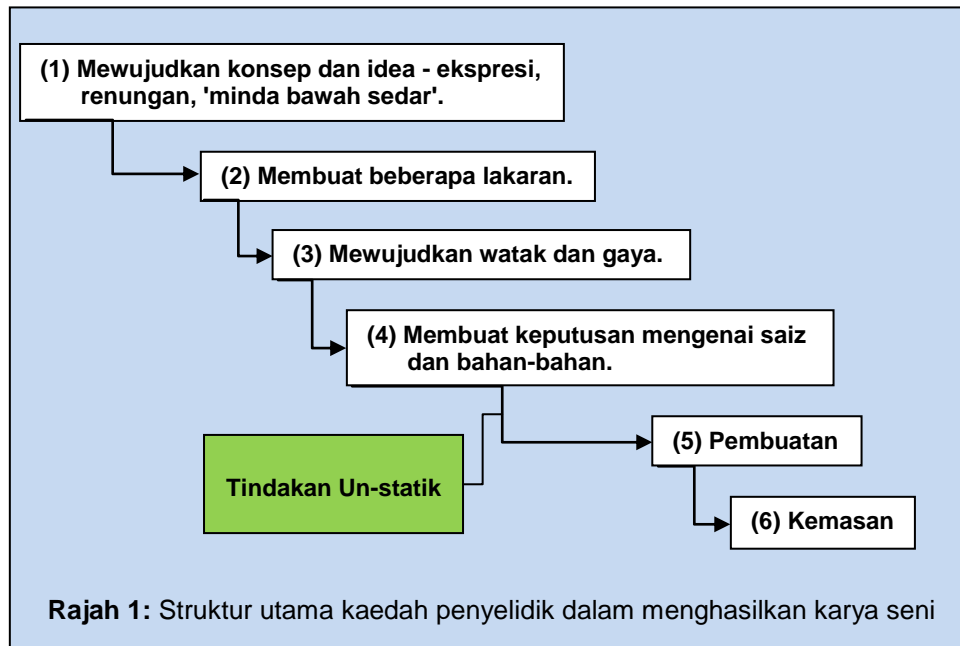 (1) Mewujudkan konsep dan idea - ekspresi,
renungan, 'minda bawah sedar'.
(2) Membuat beberapa lakaran.
(3) Mewujudkan watak dan gaya.
(4) Membuat keputusan mengenai saiz
dan bahan-bahan.
(5) Pembuatan
Tindakan Un-statik
(6) Kemasan
Rajah 1: Struktur utama kaedah penyelidik dalam menghasilkan karya seni